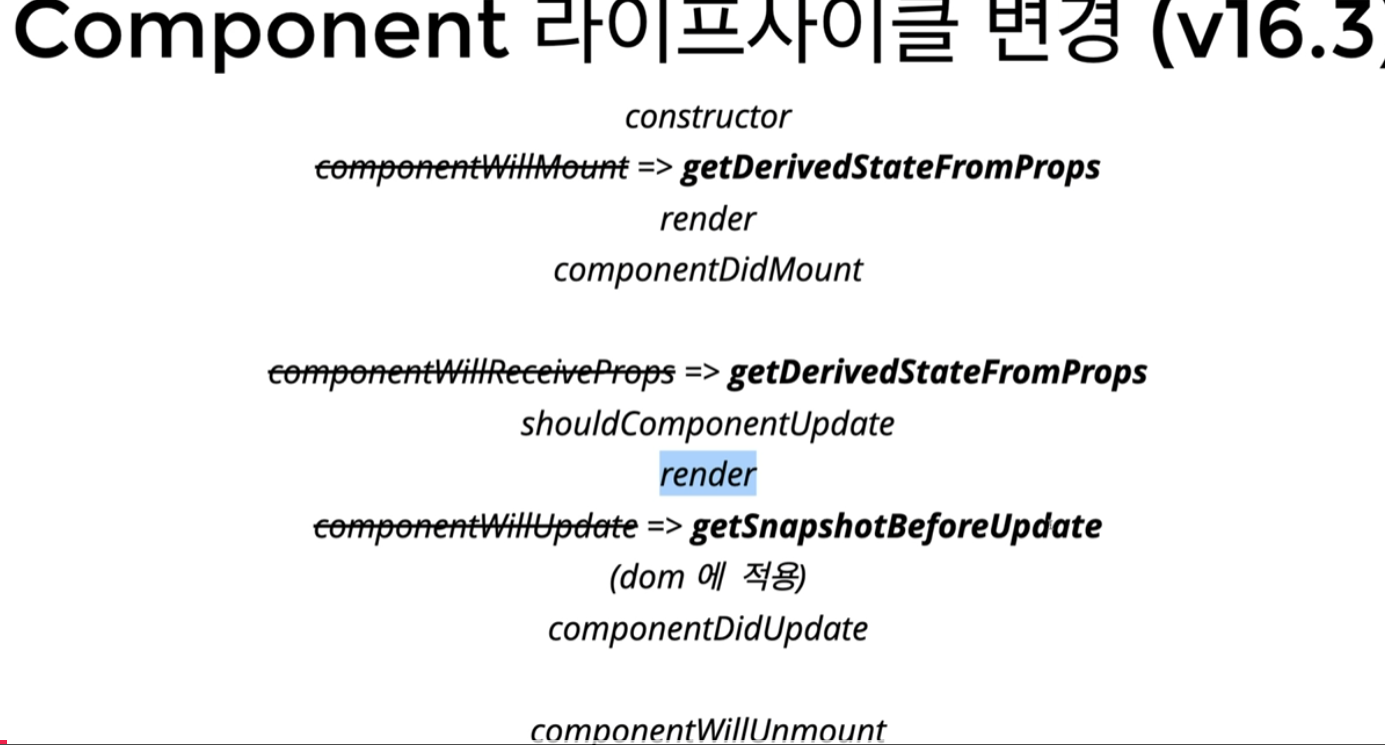 Component 라이프사이클 변경 (v16.3)
constructor
componentWillMount => getDerivedStateFromProps
render
componentDidMount
componentWillReceiveProps => getDerivedStateFromProps
shouldComponentUpdate
render
componentWillUpdate => getSnapshotBeforeUpdate
(dom 에 적용)
componentDidUpdate
componentWillUnmount